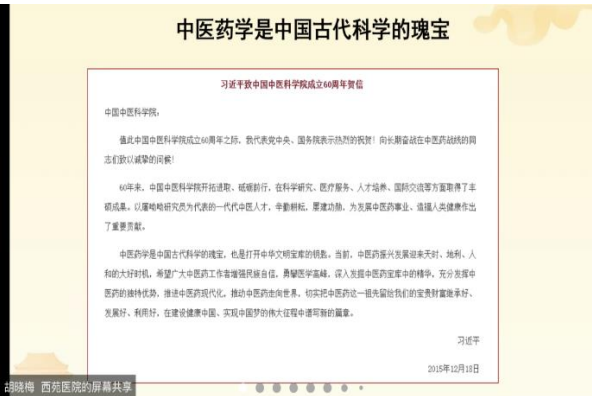 中医药学是中国古代科学的瑰宝
习近平致中国中医科学院成立60周年贺信
中国中医科学院：
值此中国中医科学院成立60周年之际，我代表党中央、国务院表示热烈的祝贺！向长期奋战在中医药战线的同
志们致以诚挚的问候！
60年来，中国中医科学院开拓进取、砥砺前行，在科学研究、医疗服务、人才培养、国际交流等方面取得了丰
硕成果。以屠呦呦研究员为代表的一代代中医人才，辛勤耕耘，屡建功勋，为发展中医药事业、造福人类健康作出
了重要贡献。
中医药学是中国古代科学的瑰宝，也是打开中华文明宝库的钥匙。当前，中医药振兴发展迎来天时、地利、人
和的大好时机，希望广大中医药工作者增强民族自信，勇攀医学高峰，深入发掘中医药宝库中的精华，充分发挥中
医药的独特优势，推进中医药现代化，推动中医药走向世界，切实把中医药这一祖先留给我们的宝贵财富继承好、
发展好、利用好，在建设健康中国、实现中国梦的伟大征程中谱写新的篇章。
习近平
2015年12月18日
胡晓梅 西苑医院的屏幕共享